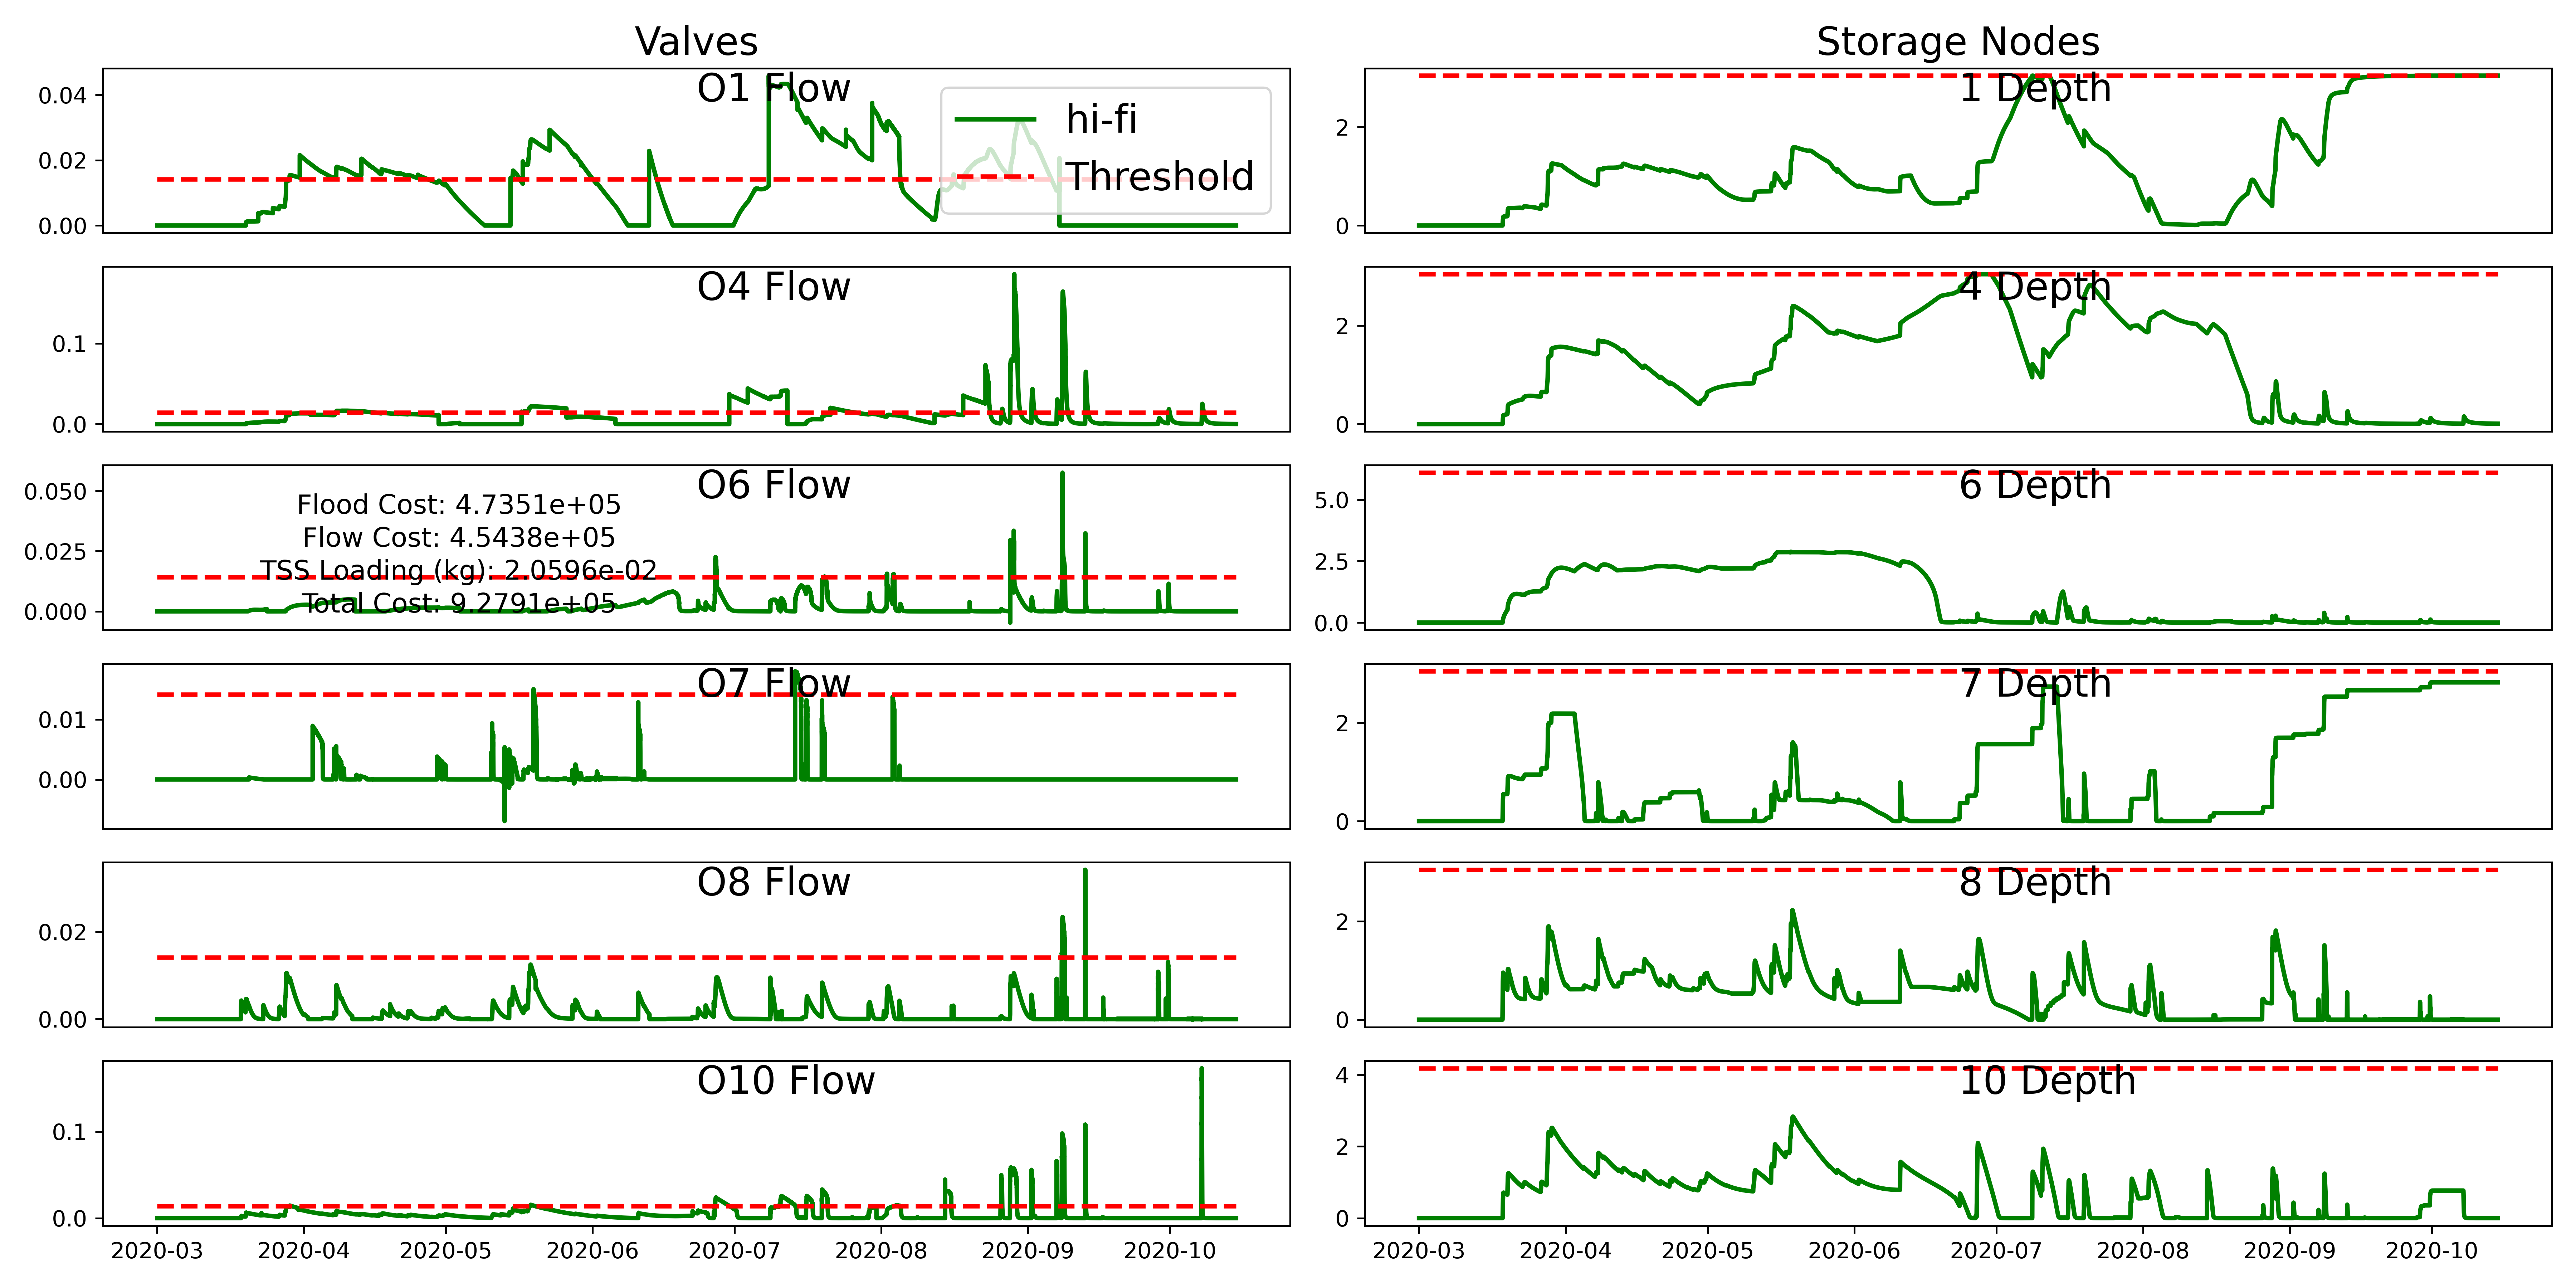 Valves
Storage Nodes
O1 Flow
hi-fi
Threshold
0.04
0.02
0.00
1 Depth
2
0
O4 Flow
0.1
0.0
4 Depth
2
0
O6 Flow
0.050
0.025
0.000
Flood Cost: 4.7351e+05
Flow Cost: 4.5438e+05
TSS Loading (kg): 2.0596e-02
Total Cost: 9.2791e+05
6 Depth
5.0
2.5
0.0
O7 Flow
0.01
0.00
7 Depth
2
0
O8 Flow
0.02
0.00
8 Depth
2
0
O10 Flow
0.1
0.0
10 Depth
4
2
0
2020-03 2020-04 2020-05 2020-06 2020-07 2020-08 2020-09 2020-10
2020-03 2020-04 2020-05 2020-06 2020-07 2020-08 2020-09 2020-10